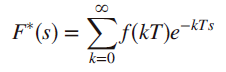 F*(s) = ∑_{k=0}^{∞} f(kT)e^{−kTs}